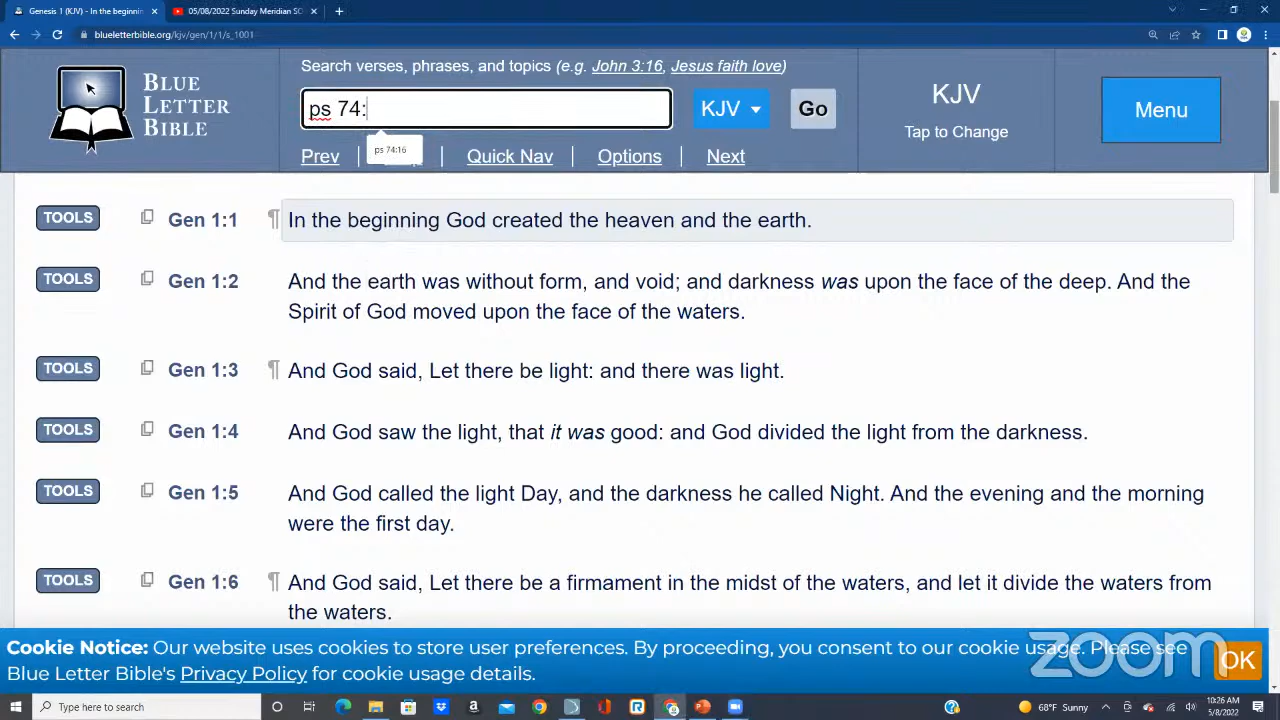 Genesis 1 (KJV) - In the beginnin
05/08/2022 Sunday Meridian SO
blueletterbible.org/kjv/gen/1/1/s_1001
BLUE
LETTER
BIBLE
Search verses, phrases, and topics (e.g. John 3:16, Jesus faith love)
ps 74:
KJV
Go
ps 74:16
Prev
Quick Nav
Options
Next
KJV
Tap to Change
Menu
TOOLS Gen 1:1 ¶ In the beginning God created the heaven and the earth.
TOOLS Gen 1:2 And the earth was without form, and void; and darkness was upon the face of the deep. And the
Spirit of God moved upon the face of the waters.
TOOLS Gen 1:3 ¶ And God said, Let there be light: and there was light.
TOOLS Gen 1:4 And God saw the light, that it was good: and God divided the light from the darkness.
TOOLS Gen 1:5 And God called the light Day, and the darkness he called Night. And the evening and the morning
were the first day.
TOOLS Gen 1:6 ¶ And God said, Let there be a firmament in the midst of the waters, and let it divide the waters from
the waters.
Cookie Notice: Our website uses cookies to store user preferences. By proceeding, you consent to our cookie usage. Please see
Blue Letter Bible's Privacy Policy for cookie usage details.
OK
zoom
Type here to search
68°F Sunny
10:26 AM
5/8/2022